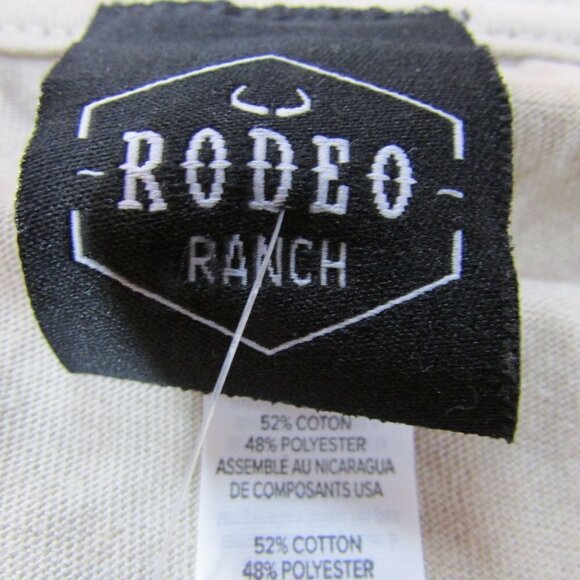 RODEO
RANCH
52% COTON
48% POLYESTER
ASSEMBLÉ AU NICARAGUA
DE COMPOSANTS USA
52% COTTON
48% POLYESTER